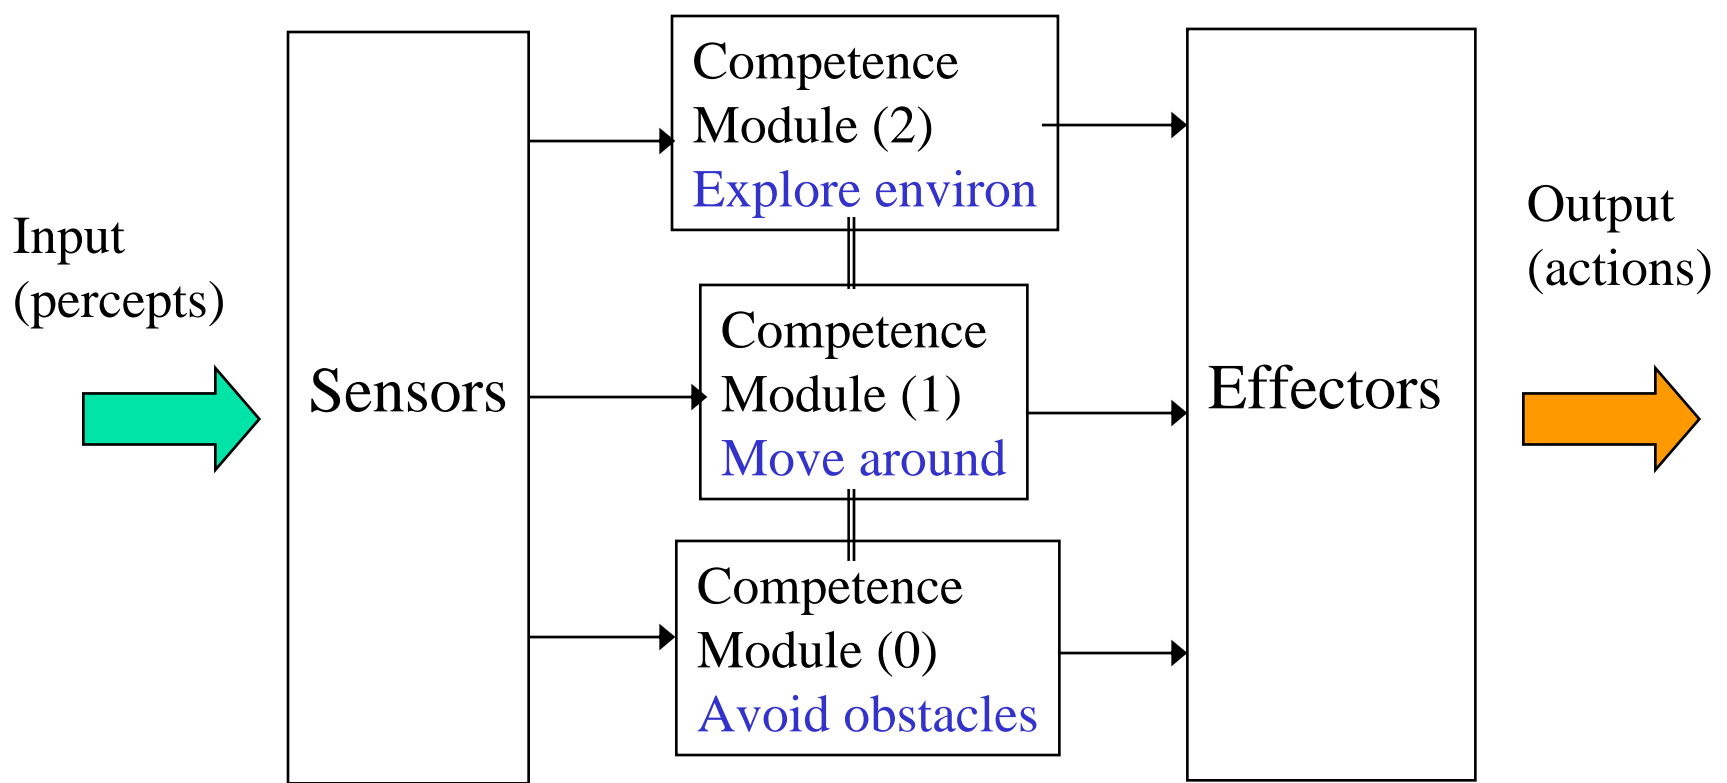 Input
(percepts)
Sensors
Competence
Module (2)
Explore environ
Competence
Module (1)
Move around
Competence
Module (0)
Avoid obstacles
Effectors
Output
(actions)